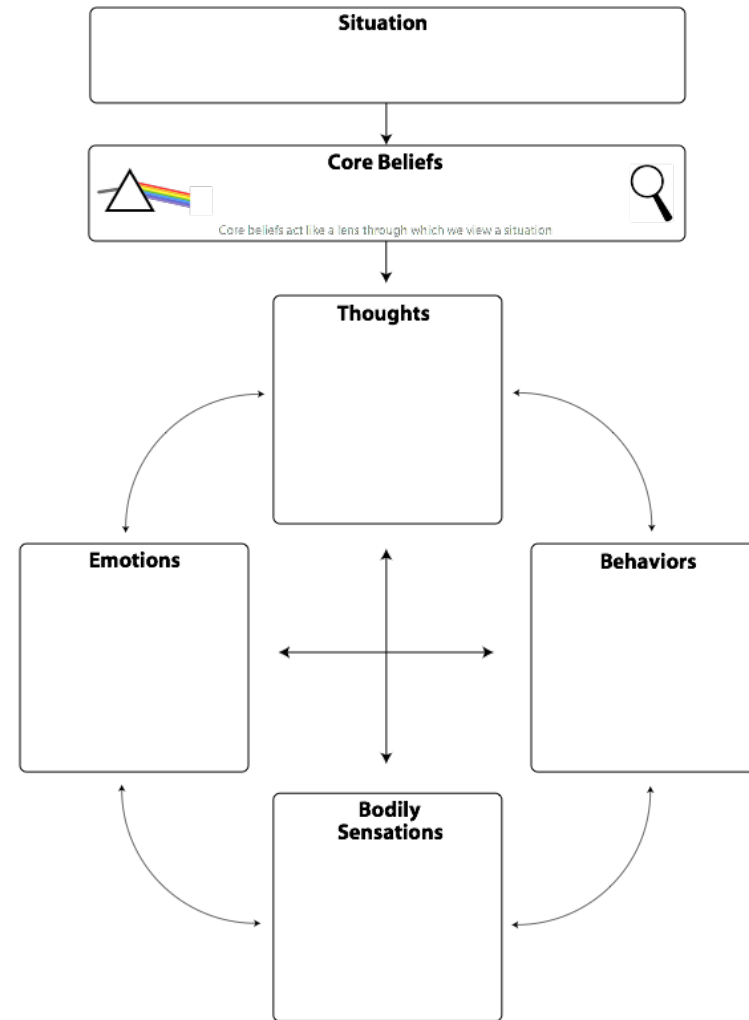 Situation
Core Beliefs
Core beliefs act like a lens through which we view a situation
Thoughts
Emotions
Behaviors
Bodily
Sensations